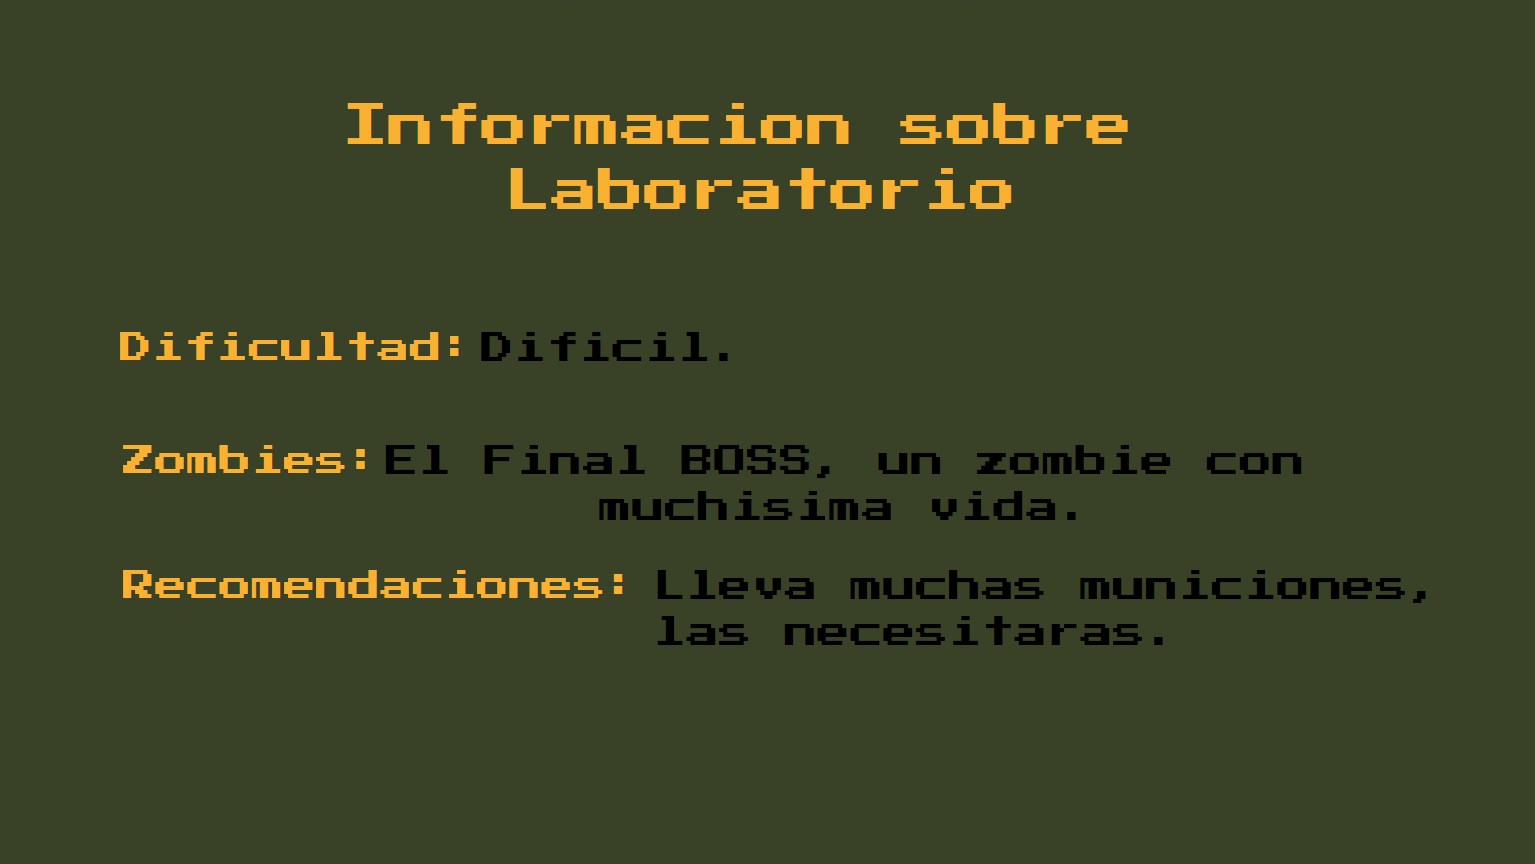 Informacion sobre
Laboratorio
Dificultad: Dificil.
Zombies: El Final BOSS, un zombie con
muchisima vida.
Recomendaciones: Lleva muchas municiones,
las necesitaras.